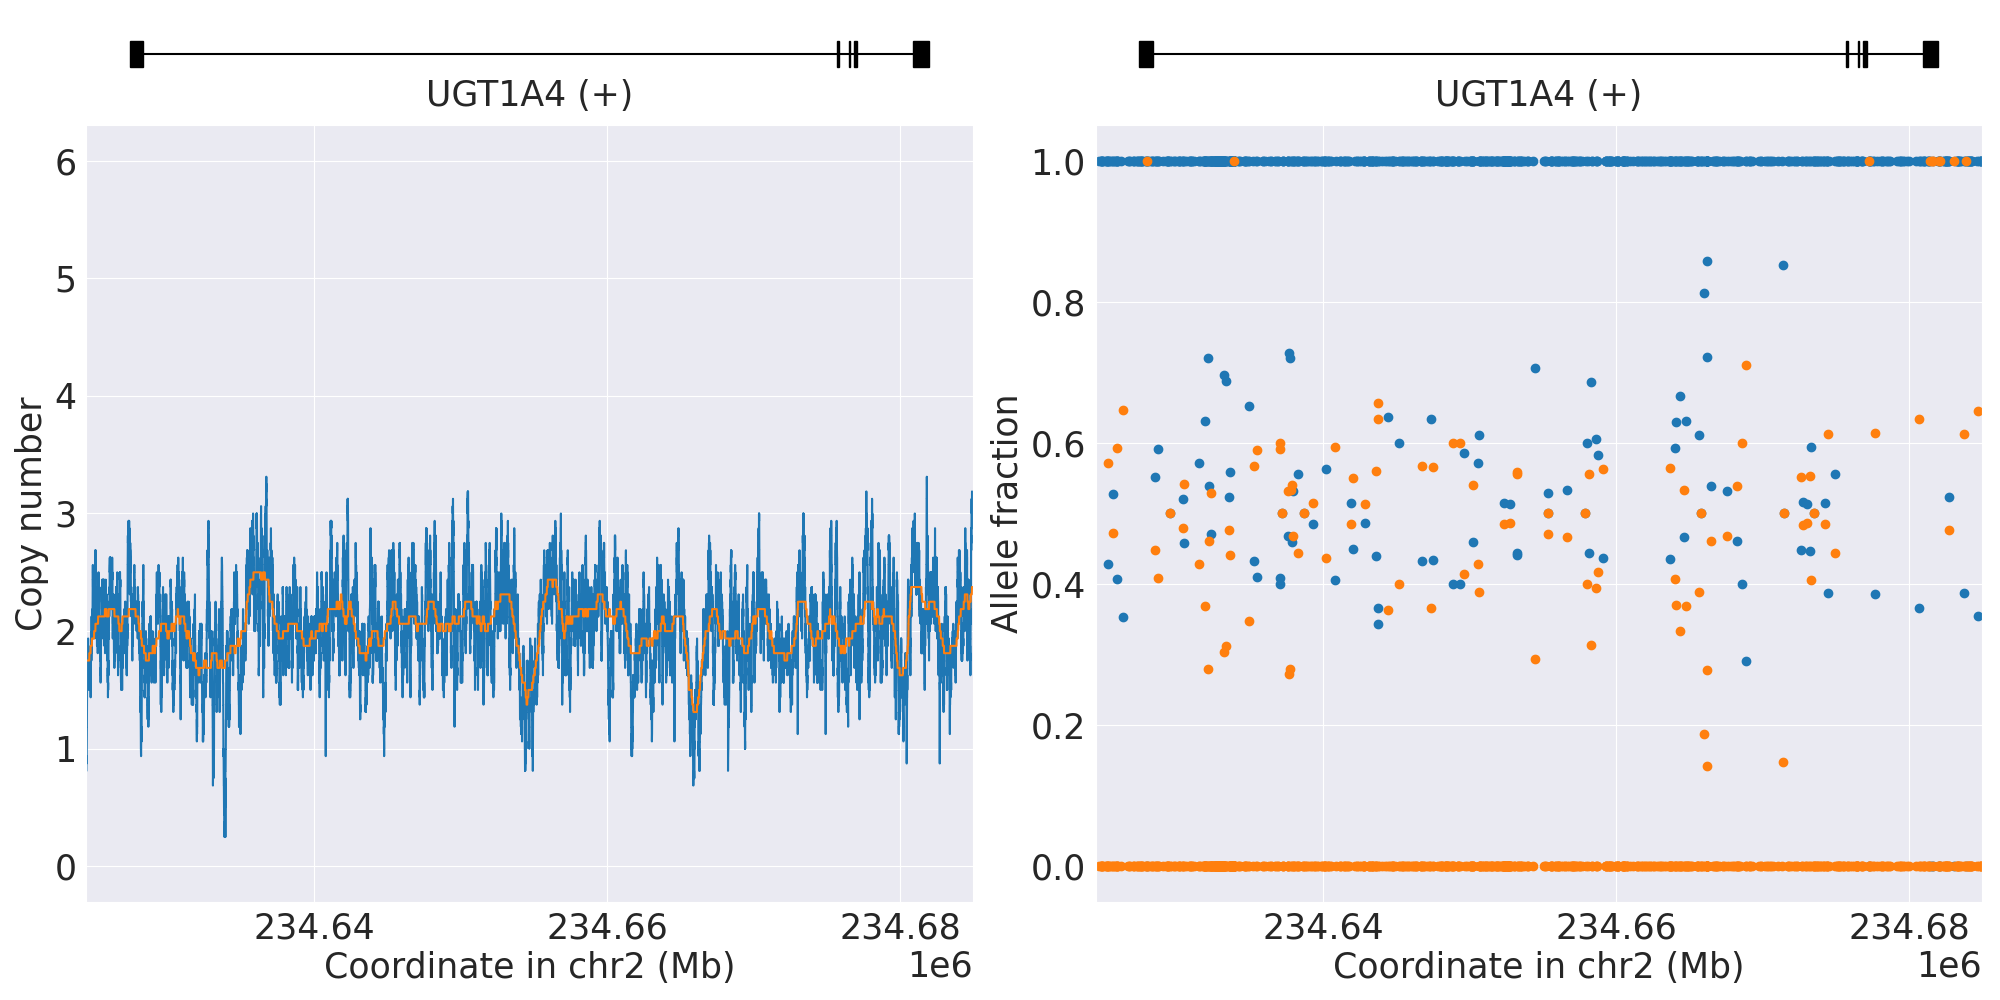 UGT1A4 (+)
6
5
4
3
2
1
0
Copy number
234.64 234.66 234.68
Coordinate in chr2 (Mb) 1e6
UGT1A4 (+)
1.0
0.8
0.6
0.4
0.2
0.0
Allele fraction
234.64 234.66 234.68
Coordinate in chr2 (Mb) 1e6